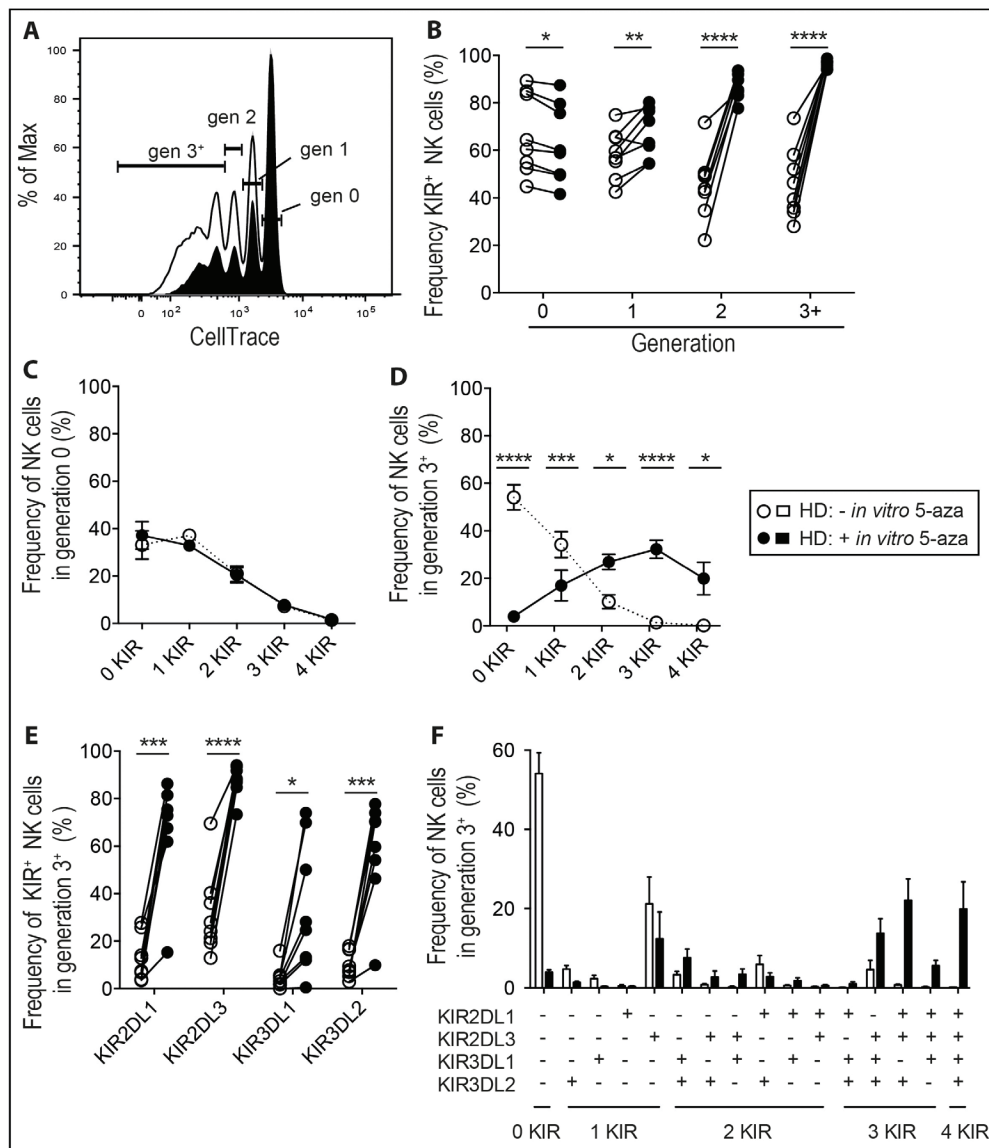 A
% of Max
100
80
60
40
20
0
gen 3+
gen 2
gen 1
gen 0
0 10² 10³ 10⁴ 10⁵
CellTrace
B
Frequency KIR⁺ NK cells (%)
* ** **** ****
100
80
60
40
20
0
0 1 2 3+
Generation
C
Frequency of NK cells
in generation 0 (%)
100
80
60
40
20
0
0 KIR 1 KIR 2 KIR 3 KIR 4 KIR
D
Frequency of NK cells
in generation 3⁺ (%)
100
80
60
40
20
0
**** *** * **** *
0 KIR 1 KIR 2 KIR 3 KIR 4 KIR
HD: - in vitro 5-aza
HD: + in vitro 5-aza
E
Frequency of KIR⁺ NK cells
in generation 3⁺ (%)
*** **** * ***
100
80
60
40
20
0
KIR2DL1 KIR2DL3 KIR3DL1 KIR3DL2
F
Frequency of NK cells
in generation 3⁺ (%)
60
40
20
0
KIR2DL1 - - - + - - - - + + + + - + + +
KIR2DL3 - - - - + - + + - - + - + + + +
KIR3DL1 - - + - - + - + - + - + + - + +
KIR3DL2 - + - - - + + - + - - + + + - +
0 KIR 1 KIR 2 KIR 3 KIR 4 KIR